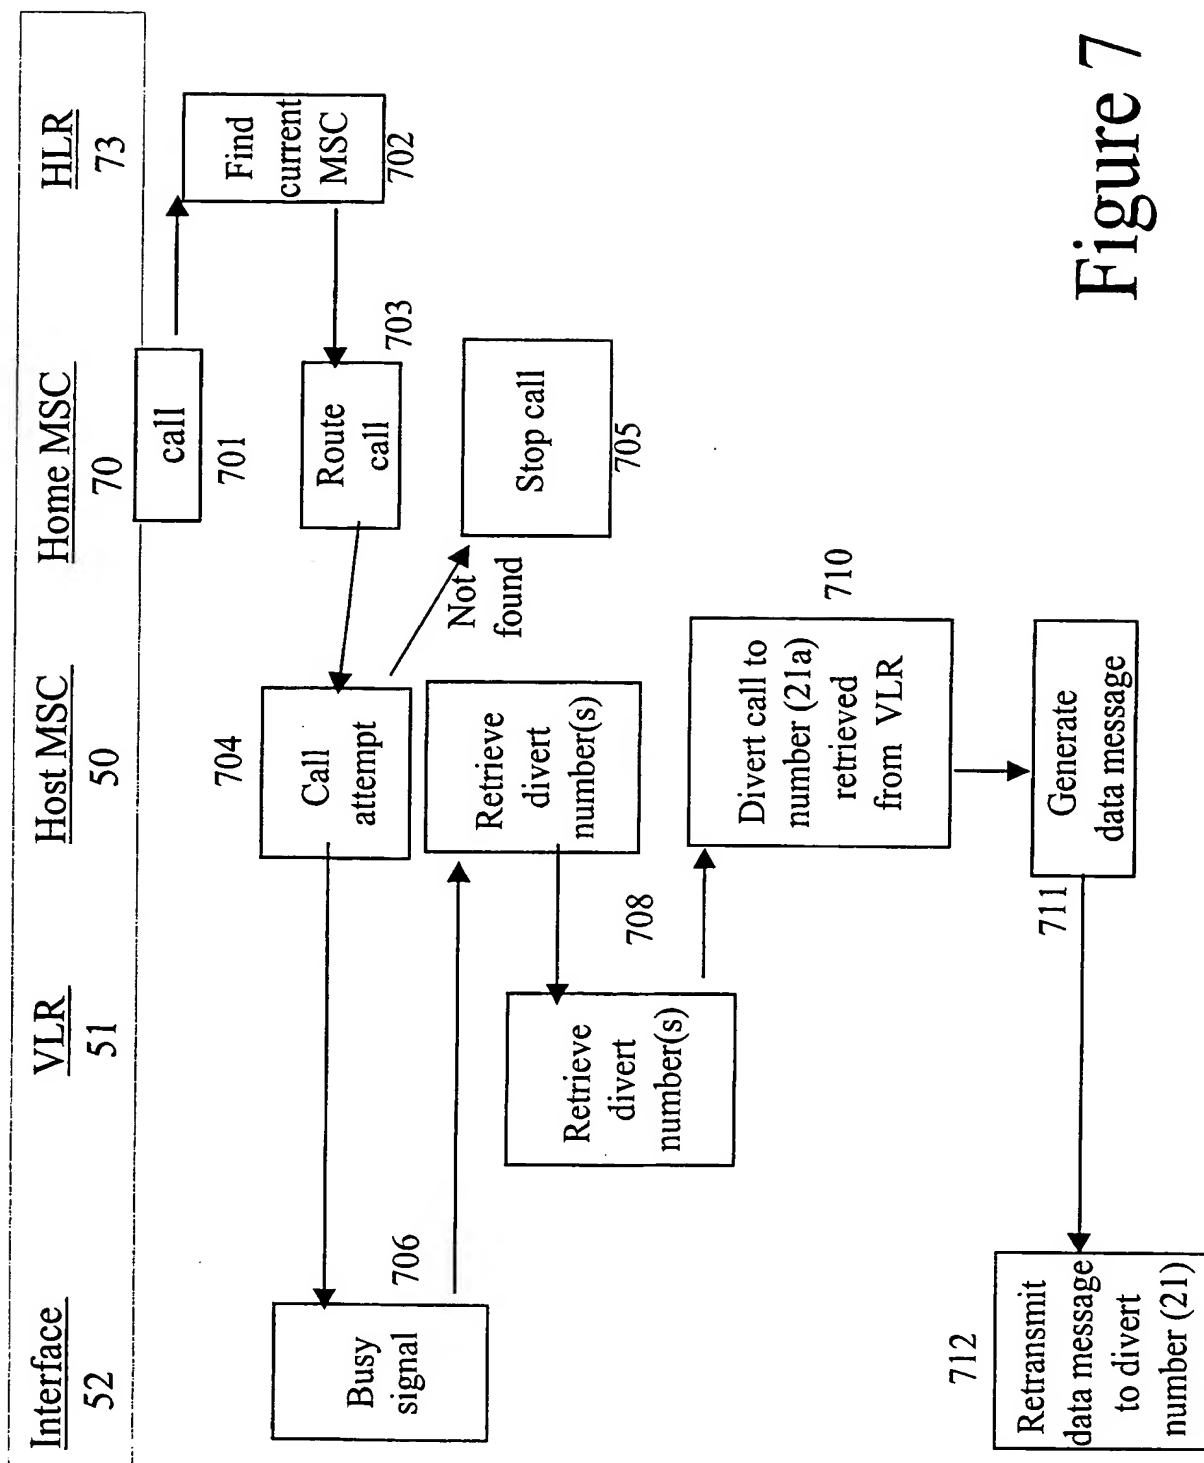 Interface
VLR
Host MSC
Home MSC
HLR
52
51
50
70
73
call
701
Find
current
MSC
702
Route
call
703
704
Call
attempt
Not
found
Stop call
705
Busy
signal
706
Retrieve
divert
number(s)
Retrieve
divert
number(s)
708
Divert call to
number (21a)
retrieved
from VLR
710
Generate
data message
711
712
Retransmit
data message
to divert
number (21)
Figure 7